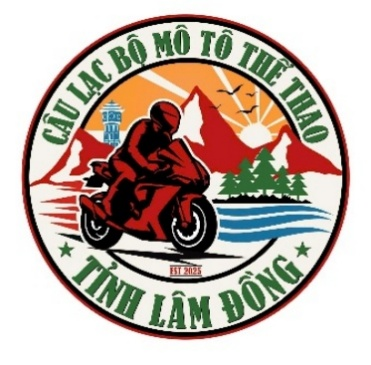 CÂU LẠC BỘ MÔ TÔ THỂ THAO
EST 2025
TỈNH LÂM ĐỒNG